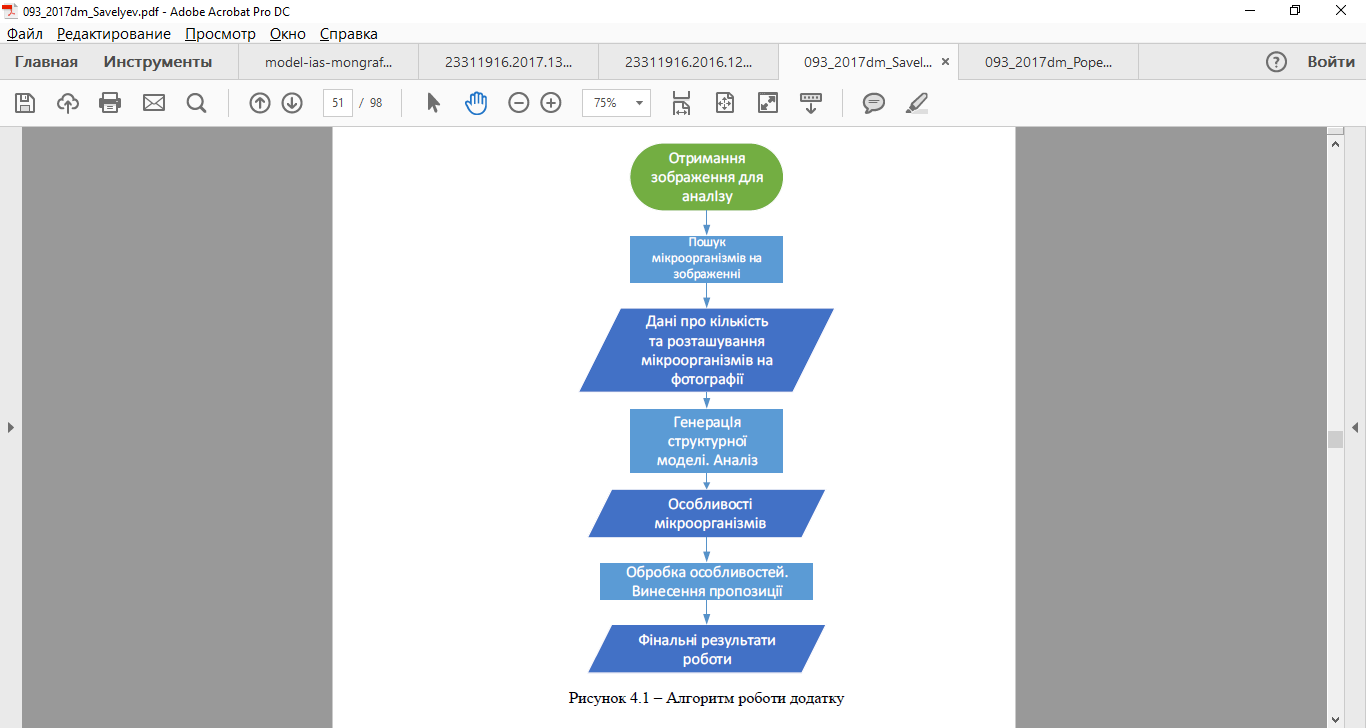 093_2017dm_Savelyev.pdf - Adobe Acrobat Pro DC
Файл Редактирование Просмотр Окно Справка
Главная Инструменты model-ias-mongraf... 23311916.2017.13... 23311916.2016.12... 093_2017dm_Savel... × 093_2017dm_Pope... Войти
51 / 98 75%
Отримання
зображення для
аналізу
Пошук
мікроорганізмів на
зображенні
Дані про кількість
та розташування
мікроорганізмів на
фотографії
Генерація
структурної
моделі. Аналіз
Особливості
мікроорганізмів
Обробка особливостей.
Винесення пропозиції
Фінальні результати
роботи
Рисунок 4.1 – Алгоритм роботи додатку